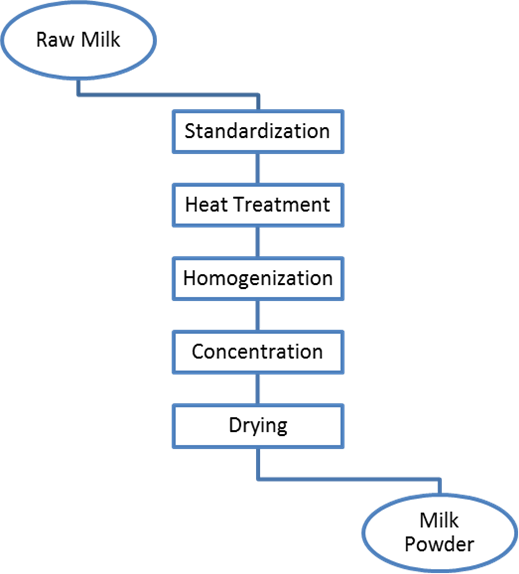 Raw Milk
Standardization
Heat Treatment
Homogenization
Concentration
Drying
Milk
Powder